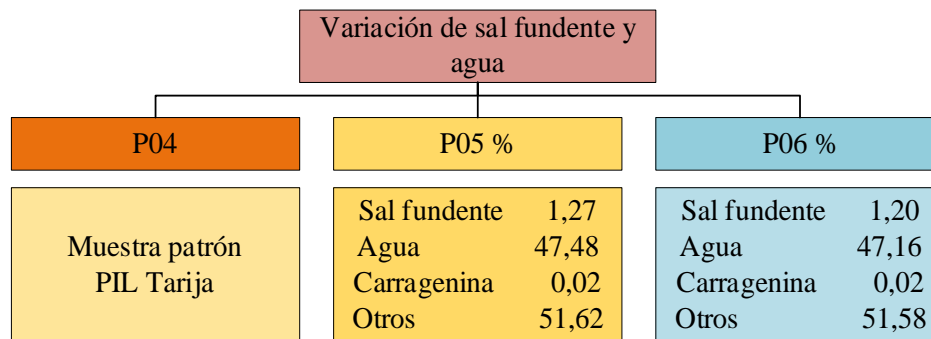 Variación de sal fundente y
agua
P04
P05 %
P06 %
Muestra patrón
PIL Tarija
Sal fundente 1,27
Agua 47,48
Carragenina 0,02
Otros 51,62
Sal fundente 1,20
Agua 47,16
Carragenina 0,02
Otros 51,58